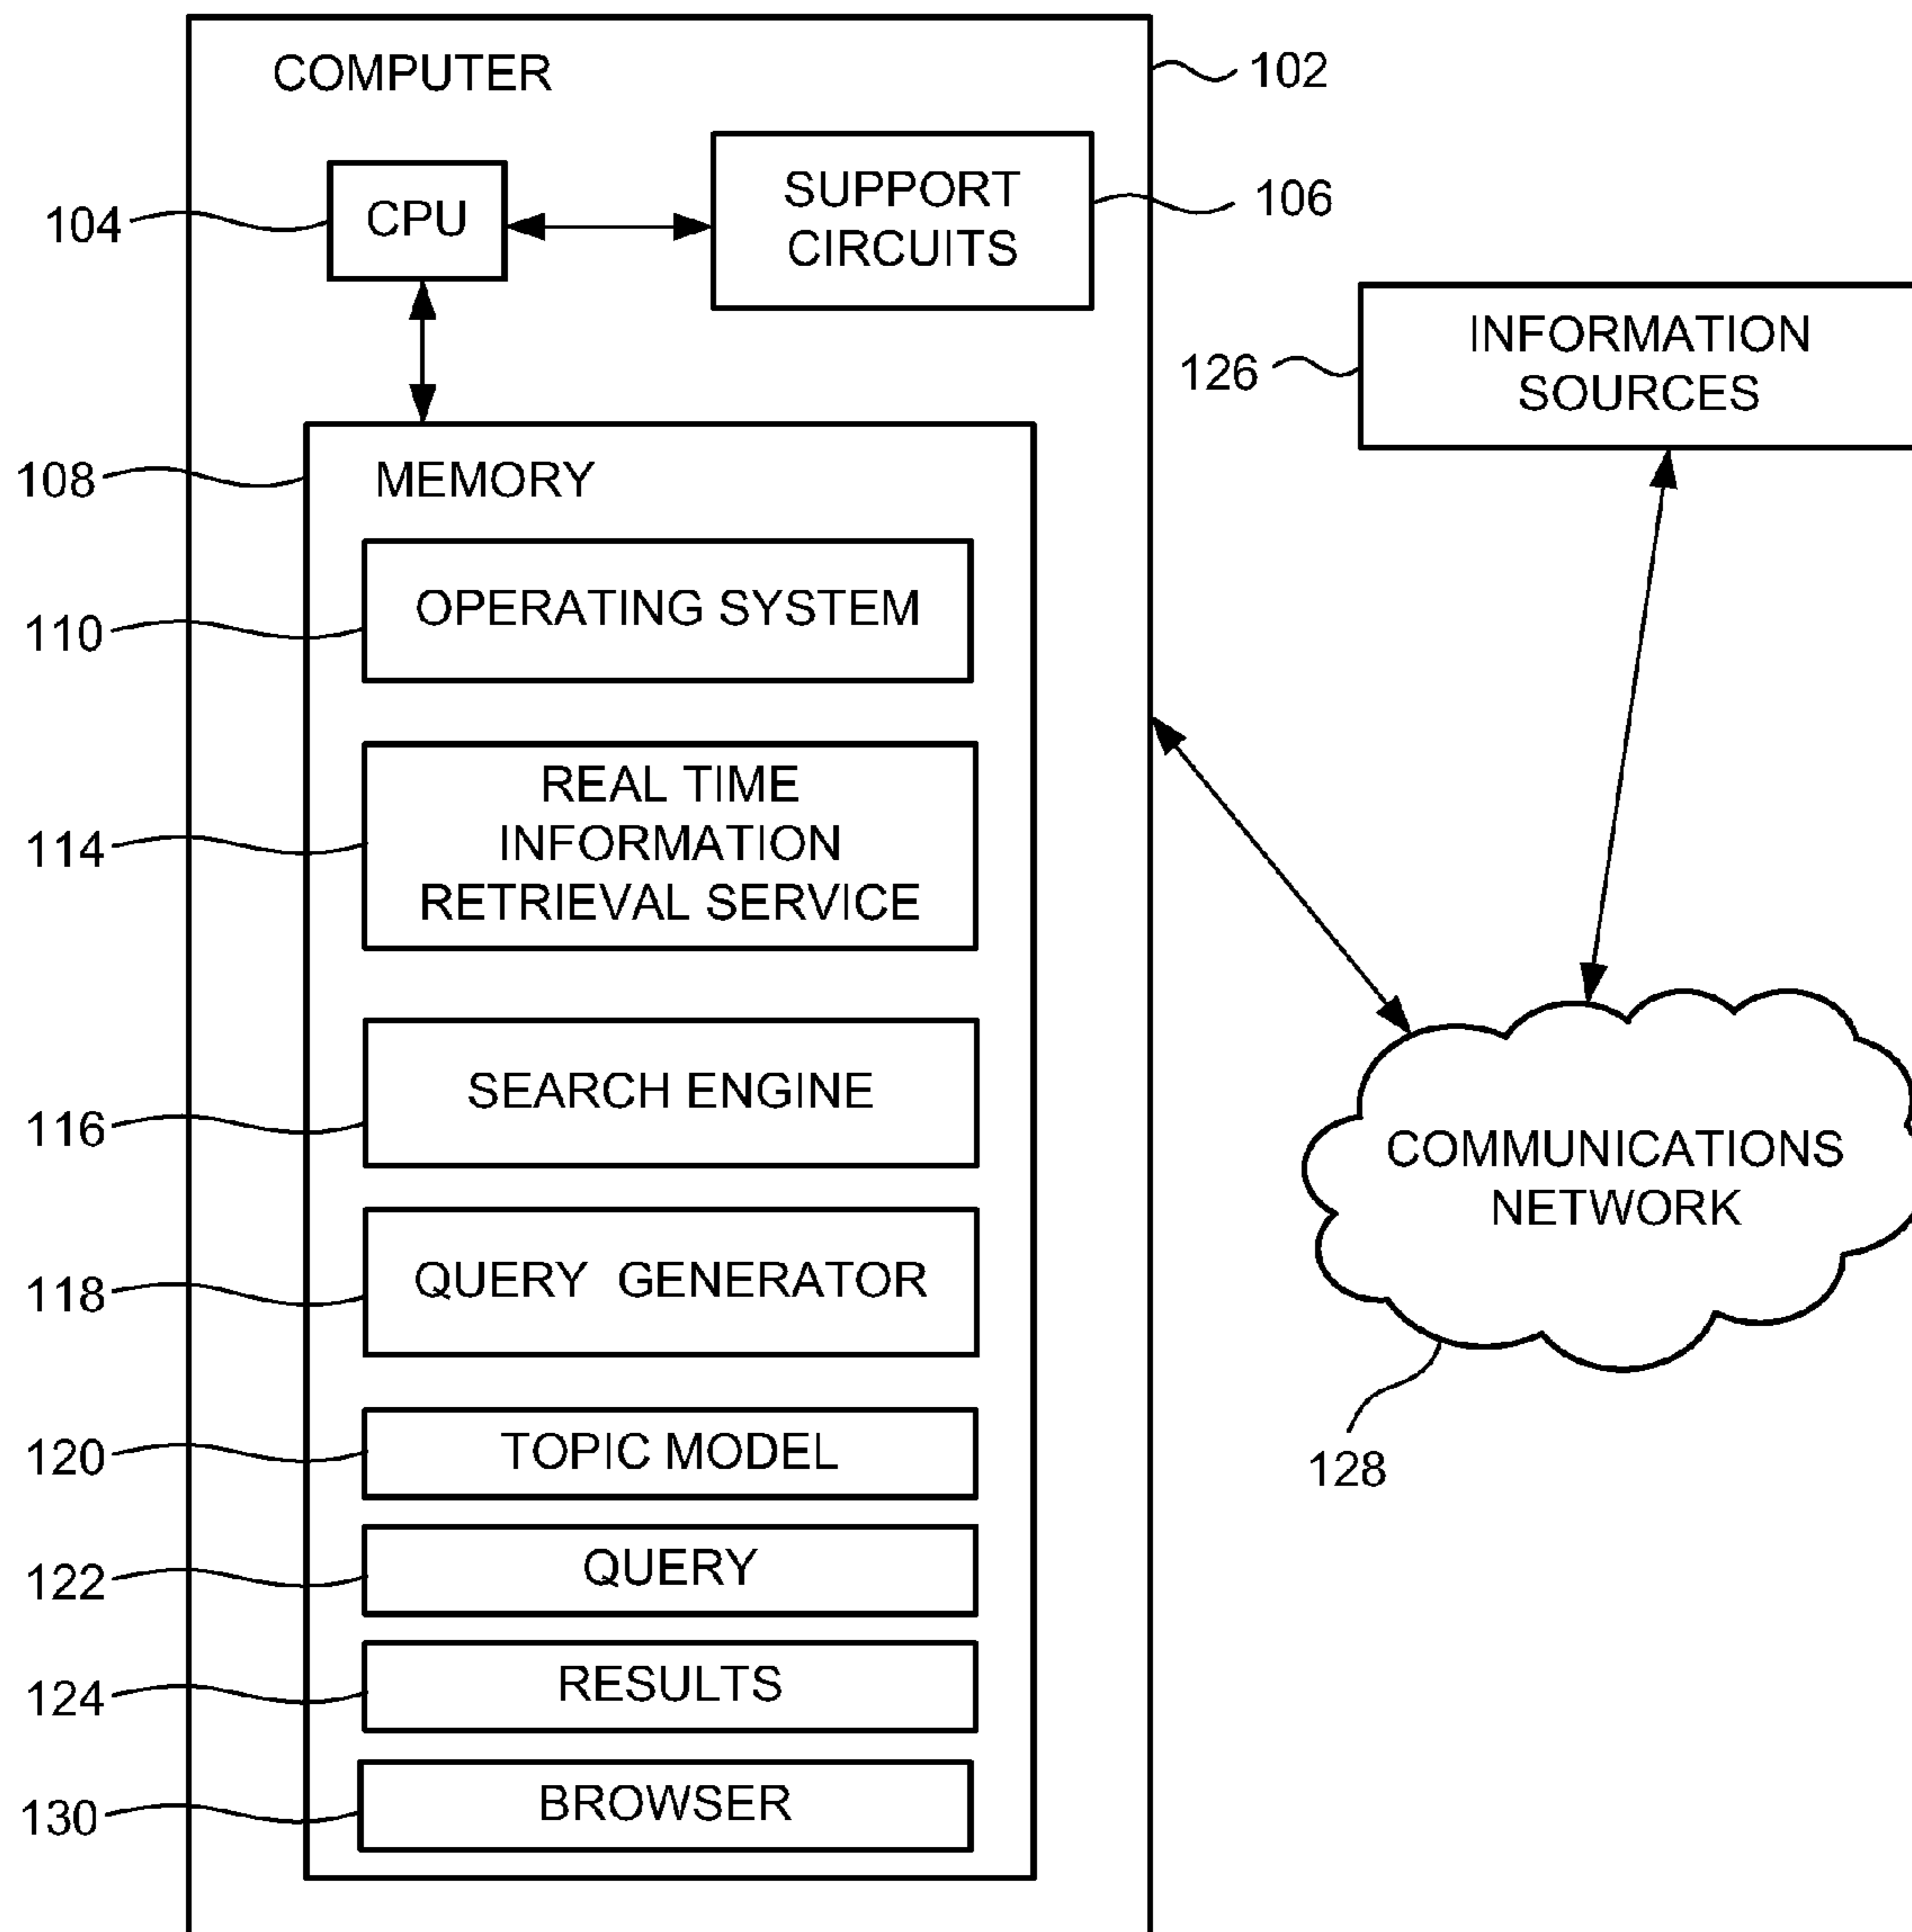 COMPUTER
102
104
CPU
SUPPORT
CIRCUITS
106
126
INFORMATION
SOURCES
108
MEMORY
110
OPERATING SYSTEM
114
REAL TIME
INFORMATION
RETRIEVAL SERVICE
116
SEARCH ENGINE
118
QUERY GENERATOR
COMMUNICATIONS
NETWORK
128
120
TOPIC MODEL
122
QUERY
124
RESULTS
130
BROWSER